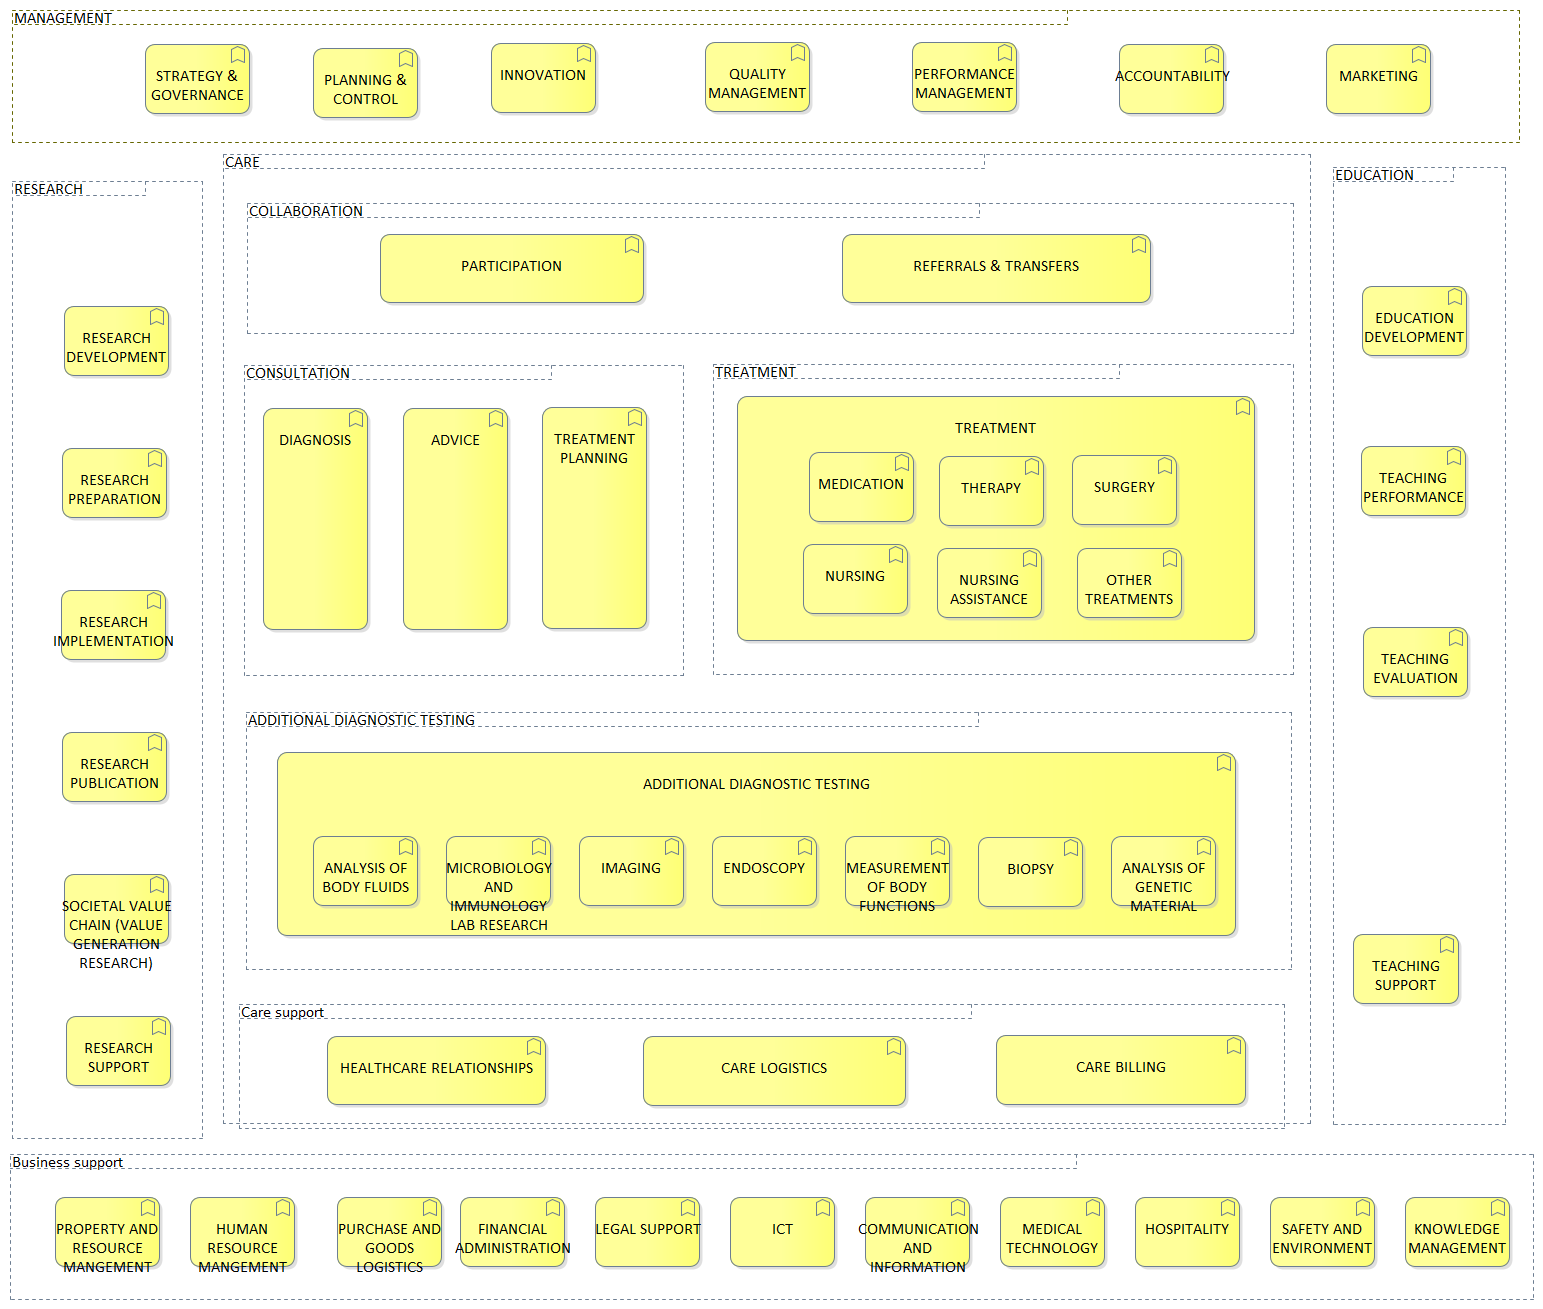 MANAGEMENT
STRATEGY &
GOVERNANCE
PLANNING &
CONTROL
INNOVATION
QUALITY
MANAGEMENT
PERFORMANCE
MANAGEMENT
ACCOUNTABILITY
MARKETING
RESEARCH
RESEARCH
DEVELOPMENT
RESEARCH
PREPARATION
RESEARCH
IMPLEMENTATION
RESEARCH
PUBLICATION
SOCIETAL VALUE
CHAIN (VALUE
GENERATION
RESEARCH)
RESEARCH
SUPPORT
CARE
COLLABORATION
PARTICIPATION
REFERRALS & TRANSFERS
CONSULTATION
DIAGNOSIS
ADVICE
TREATMENT
PLANNING
TREATMENT
TREATMENT
MEDICATION
THERAPY
SURGERY
NURSING
NURSING
ASSISTANCE
OTHER
TREATMENTS
ADDITIONAL DIAGNOSTIC TESTING
ADDITIONAL DIAGNOSTIC TESTING
ANALYSIS OF
BODY FLUIDS
MICROBIOLOGY
AND
IMMUNOLOGY
LAB RESEARCH
IMAGING
ENDOSCOPY
MEASUREMENT
OF BODY
FUNCTIONS
BIOPSY
ANALYSIS OF
GENETIC
MATERIAL
Care support
HEALTHCARE RELATIONSHIPS
CARE LOGISTICS
CARE BILLING
EDUCATION
EDUCATION
DEVELOPMENT
TEACHING
PERFORMANCE
TEACHING
EVALUATION
TEACHING
SUPPORT
Business support
PROPERTY AND
RESOURCE
MANGEMENT
HUMAN
RESOURCE
MANGEMENT
PURCHASE AND
GOODS
LOGISTICS
FINANCIAL
ADMINISTRATION
LEGAL SUPPORT
ICT
COMMUNICATION
AND
INFORMATION
MEDICAL
TECHNOLOGY
HOSPITALITY
SAFETY AND
ENVIRONMENT
KNOWLEDGE
MANAGEMENT